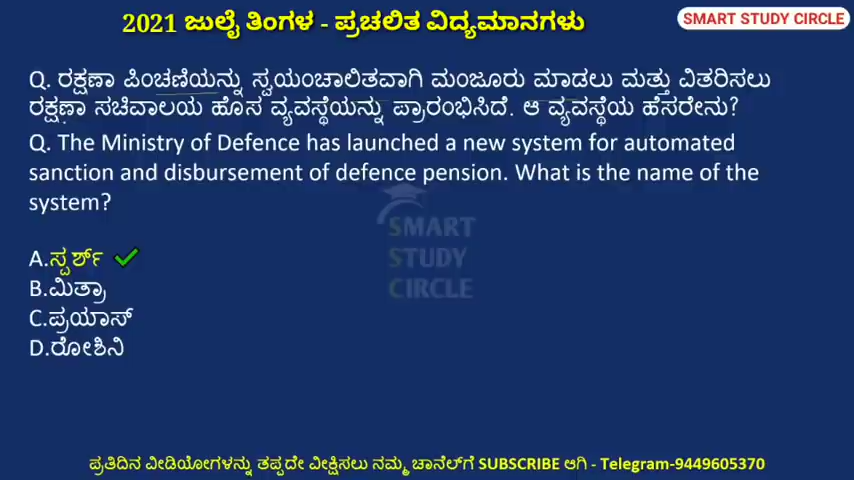 2021 ಜುಲೈ ತಿಂಗಳ - ಪ್ರಚಲಿತ ವಿದ್ಯಮಾನಗಳು
SMART STUDY CIRCLE
Q. ರಕ್ಷಣಾ ಪಿಂಚಣಿಯನ್ನು ಸ್ವಯಂಚಾಲಿತವಾಗಿ ಮಂಜೂರು ಮಾಡಲು ಮತ್ತು ವಿತರಿಸಲು
ರಕ್ಷಣಾ ಸಚಿವಾಲಯ ಹೊಸ ವ್ಯವಸ್ಥೆಯನ್ನು ಪ್ರಾರಂಭಿಸಿದೆ. ಆ ವ್ಯವಸ್ಥೆಯ ಹೆಸರೇನು?
Q. The Ministry of Defence has launched a new system for automated
sanction and disbursement of defence pension. What is the name of the
system?
SMART
STUDY
CIRCLE
A.ಸ್ಪರ್ಶ್
B.ಮಿತ್ರಾ
C.ಪ್ರಯಾಸ್
D.ರೋಶಿನಿ
ಪ್ರತಿದಿನ ವೀಡಿಯೋಗಳನ್ನು ತಪ್ಪದೇ ವೀಕ್ಷಿಸಲು ನಮ್ಮ ಚಾನೆಲ್‌ಗೆ SUBSCRIBE ಆಗಿ - Telegram-9449605370